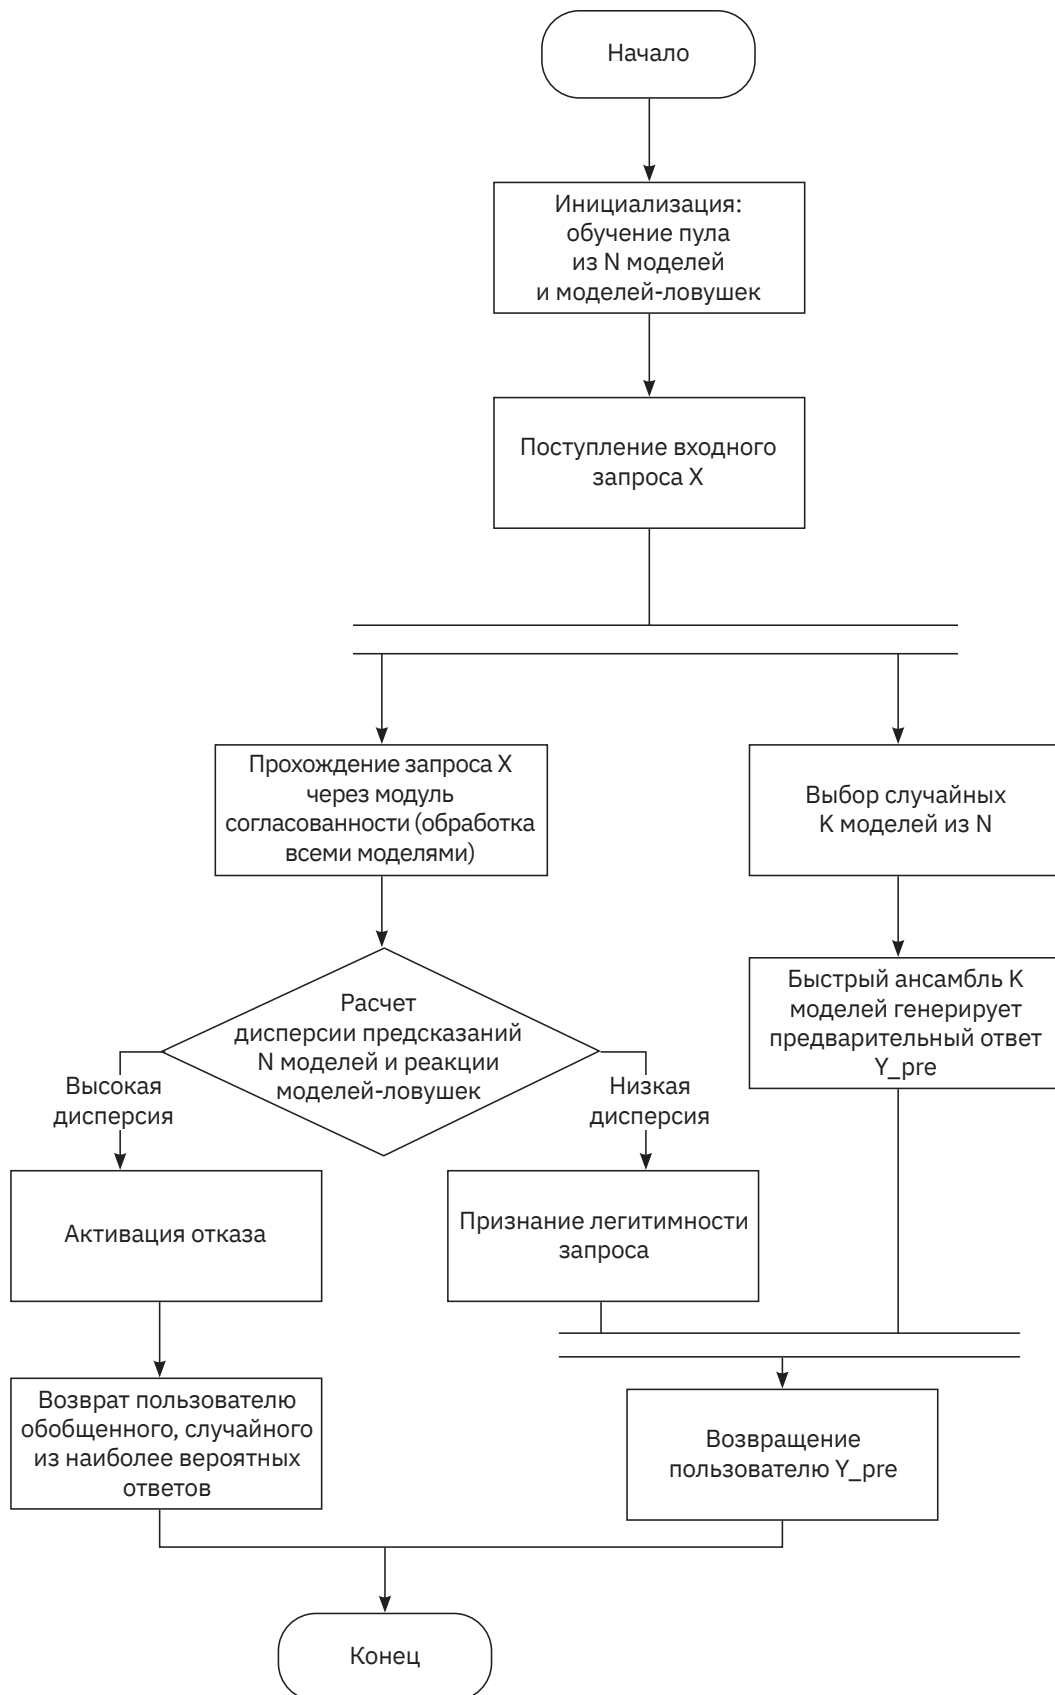 Начало
Инициализация:
обучение пула
из N моделей
и моделей-ловушек
Поступление входного
запроса X
Прохождение запроса X
через модуль
согласованности (обработка
всеми моделями)
Выбор случайных
K моделей из N
Расчет
дисперсии предсказаний
N моделей и реакции
моделей-ловушек
Быстрый ансамбль K
моделей генерирует
предварительный ответ
Y_pre
Высокая
дисперсия
Низкая
дисперсия
Активация отказа
Признание легитимности
запроса
Возврат пользователю
обобщенного, случайного
из наиболее вероятных
ответов
Возвращение
пользователю Y_pre
Конец